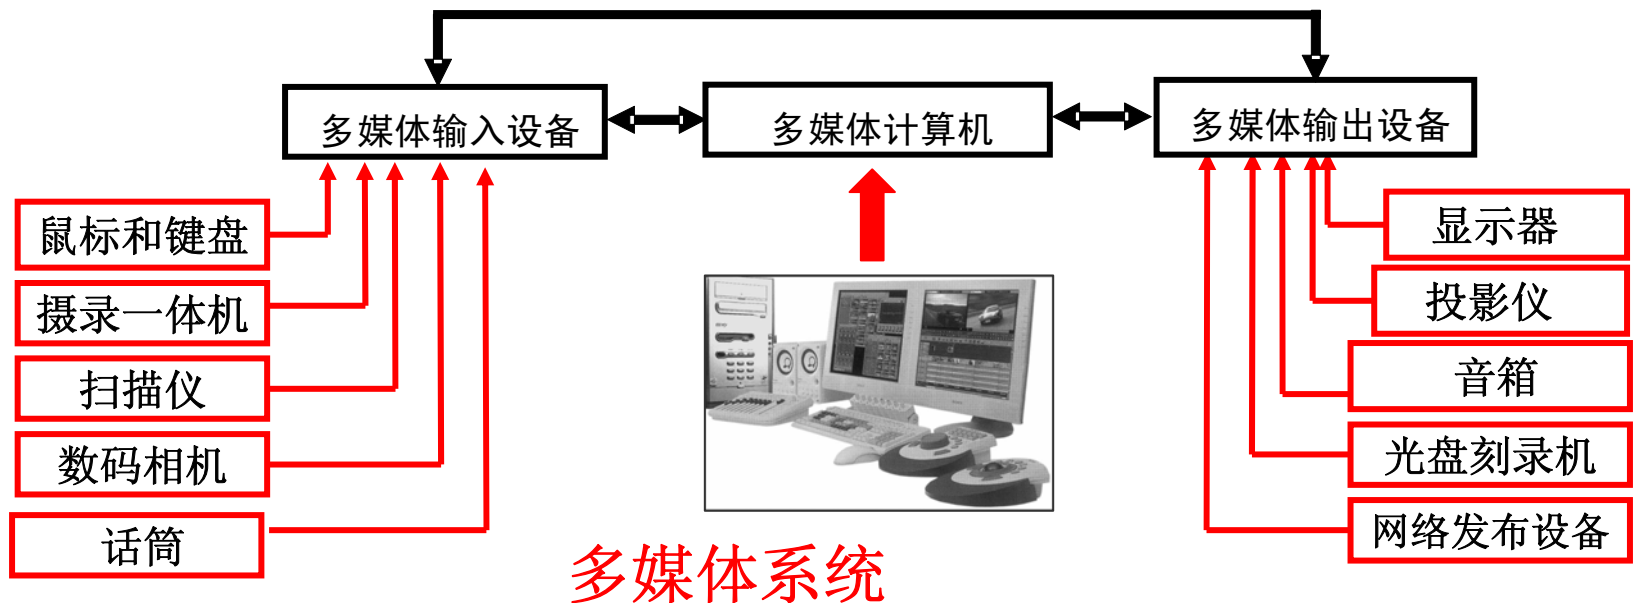 多媒体输入设备
多媒体计算机
多媒体输出设备
鼠标和键盘
摄录一体机
扫描仪
数码相机
话筒
显示器
投影仪
音箱
光盘刻录机
网络发布设备
多媒体系统